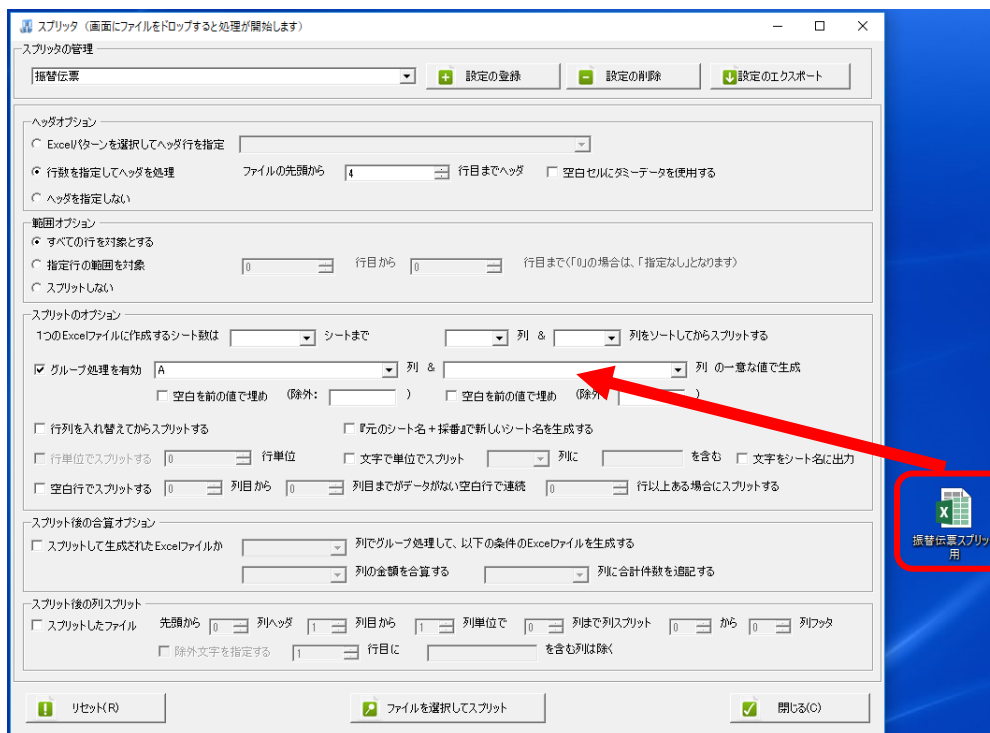 スプリッタ（画面にファイルをドロップすると処理が開始します）
スプリッタの管理
振替伝票 設定の登録 設定の削除 設定のエクスポート
ヘッダオプション
Excelパターンを選択してヘッダ行を指定
行数を指定してヘッダを処理 ファイルの先頭から 4 行目までヘッダ 空白セルにダミーデータを使用する
ヘッダを指定しない
範囲オプション
すべての行を対象とする
指定行の範囲を対象 0 行目から 0 行目まで（「0」の場合は、「指定なし」となります）
スプリットしない
スプリットのオプション
1つのExcelファイルに作成するシート数は シートまで 列 & 列をソートしてからスプリットする
グループ処理を有効 A 列 & 列 の一意な値で生成
空白を前の値で埋め （除外： ） 空白を前の値で埋め （除外 ）
行列を入れ替えてからスプリットする 『元のシート名＋採番』で新しいシート名を生成する
行単位でスプリットする 0 行単位 文字で単位でスプリット 列に を含む 文字をシート名に出力
空白行でスプリットする 0 列目から 0 列目までがデータがない空白行で連続 0 行以上ある場合にスプリットする
スプリット後の合算オプション
スプリットして生成されたExcelファイルか 列でグループ処理して、以下の条件のExcelファイルを生成する
列の金額を合算する 列に合計件数を追記する
スプリット後の列スプリット
スプリットしたファイル 先頭から 0 列ヘッダ 1 列目から 1 列単位で 0 列まで列スプリット 0 から 0 列フッタ
除外文字を指定する 1 行目に を含む列は除く
リセット(R) ファイルを選択してスプリット 閉じる(C)
振替伝票スプリッ
用